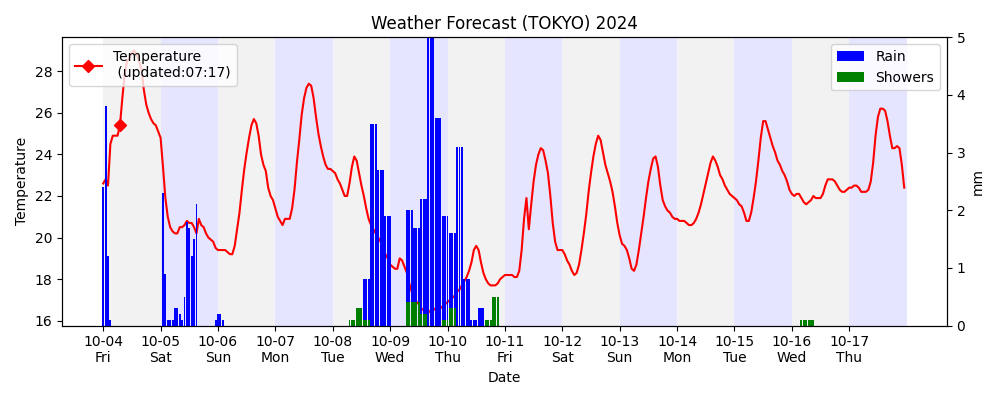 Weather Forecast (TOKYO) 2024
Temperature
(updated:07:17)
Rain
Showers
28
26
24
22
20
18
16
Temperature
5
4
3
2
1
0
mm
10-04 10-05 10-06 10-07 10-08 10-09 10-10 10-11 10-12 10-13 10-14 10-15 10-16 10-17
Fri Sat Sun Mon Tue Wed Thu Fri Sat Sun Mon Tue Wed Thu
Date